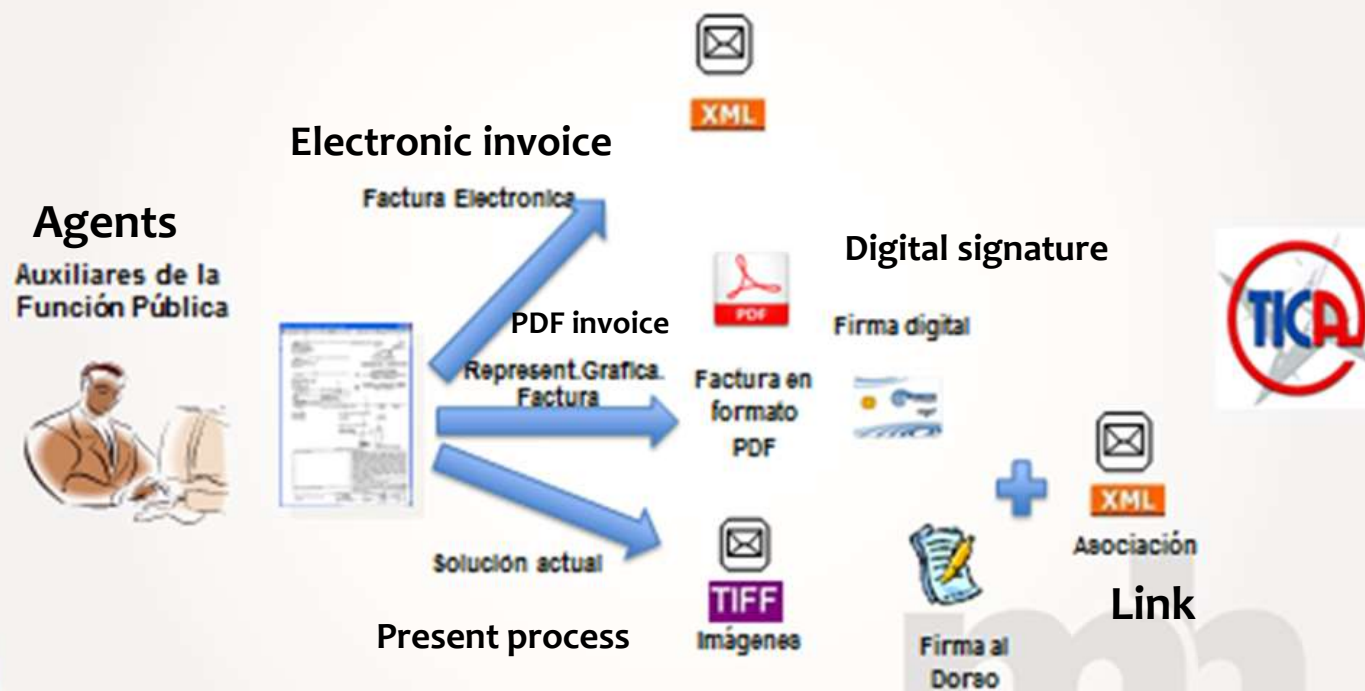 XML
Electronic invoice
Factura Electronica
Agents
Auxiliares de la
Función Pública
Digital signature
PDF
PDF invoice
Firma digital
TICA
Represent.Grafica.
Factura
Factura en
formato
PDF
XML
Asociación
Solución actual
TIFF
Imágenes
Link
Present process
Firma al
Dorso